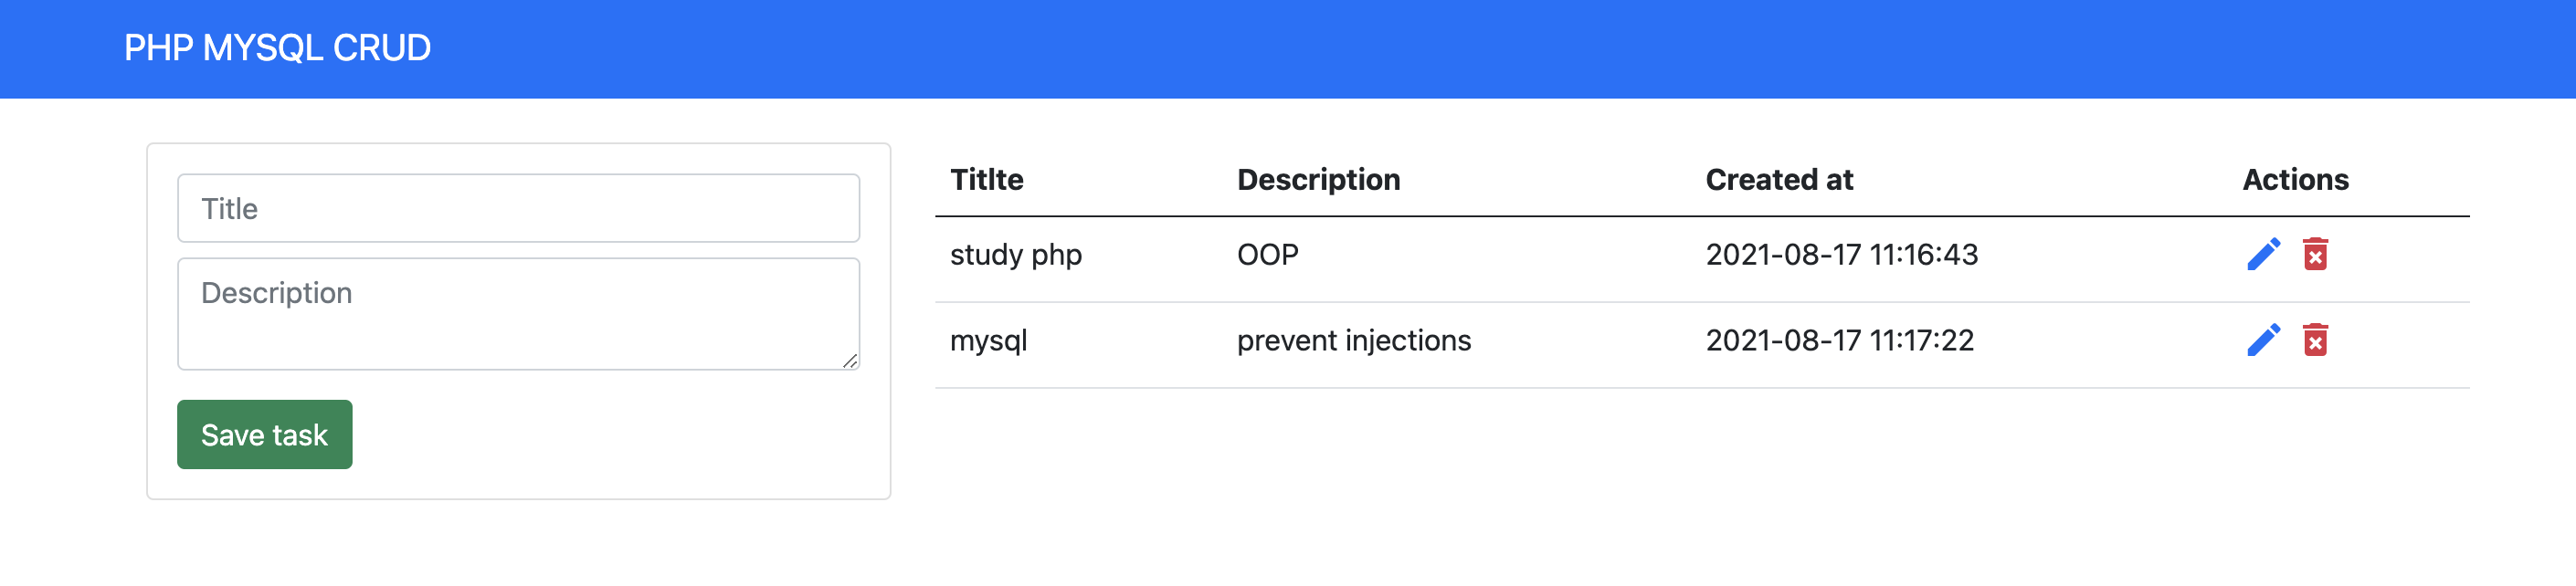 PHP MYSQL CRUD
Title
Description
Save task
Titlte Description Created at Actions
study php OOP 2021-08-17 11:16:43
mysql prevent injections 2021-08-17 11:17:22